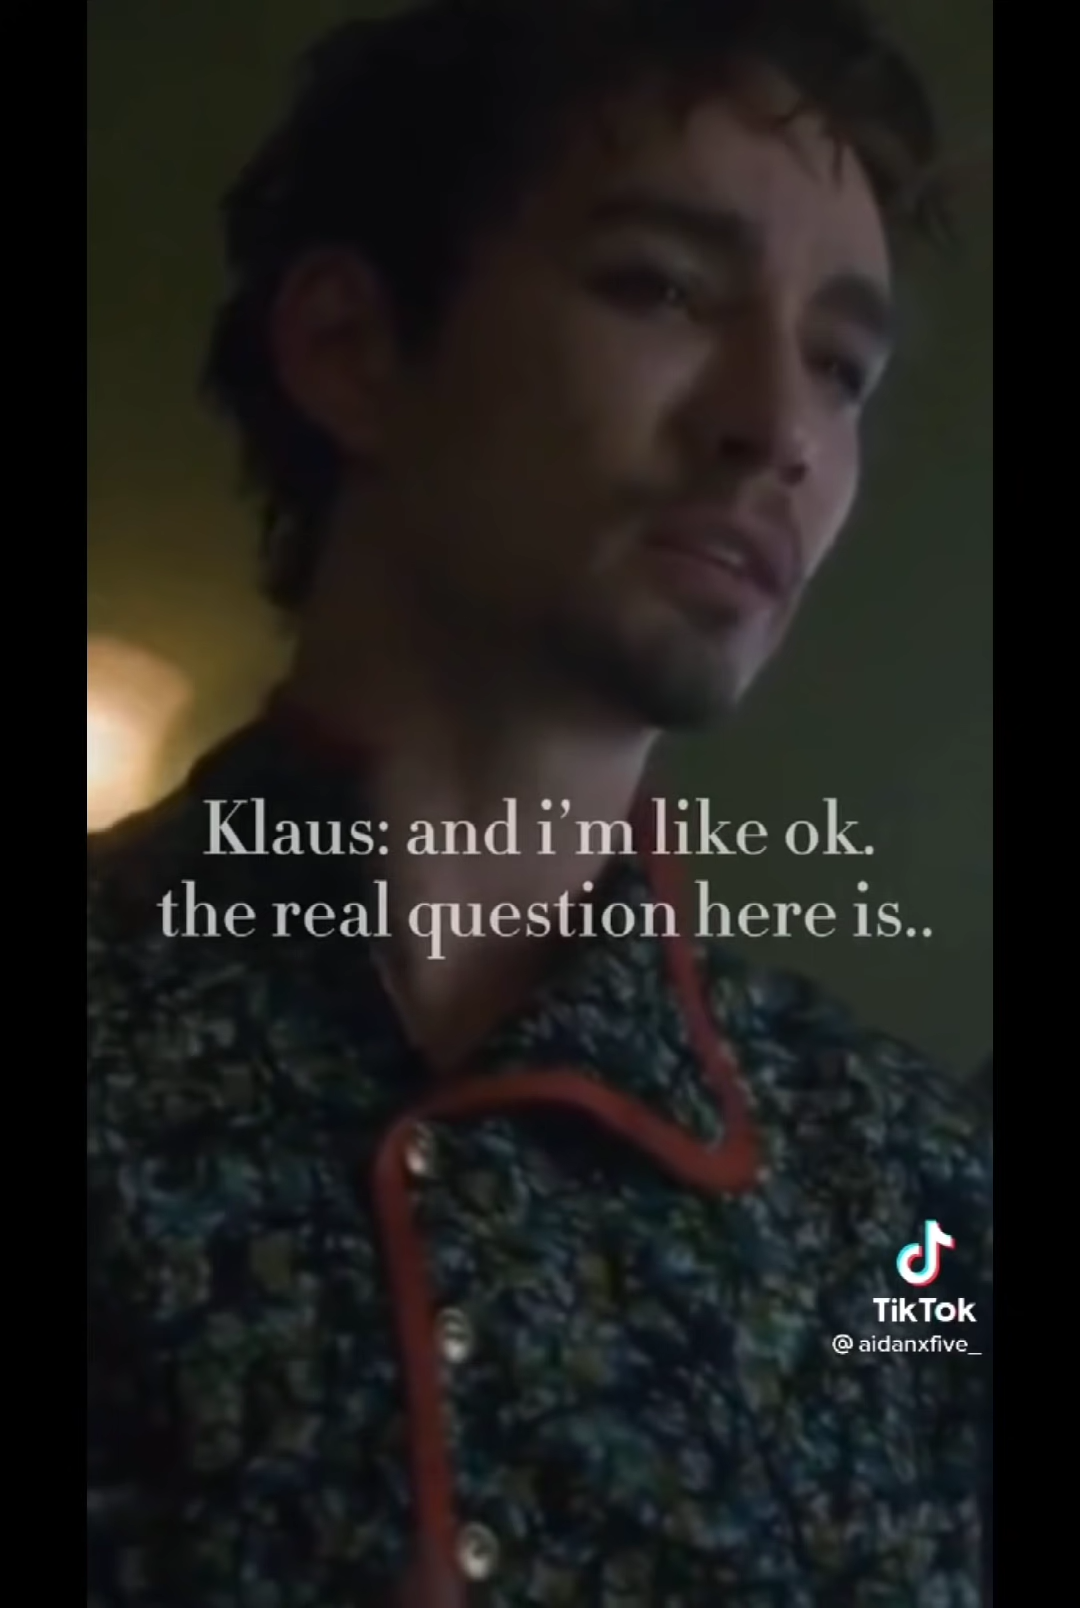 Klaus: and i’m like ok.
the real question here is..
TikTok
@ aidanxfive_